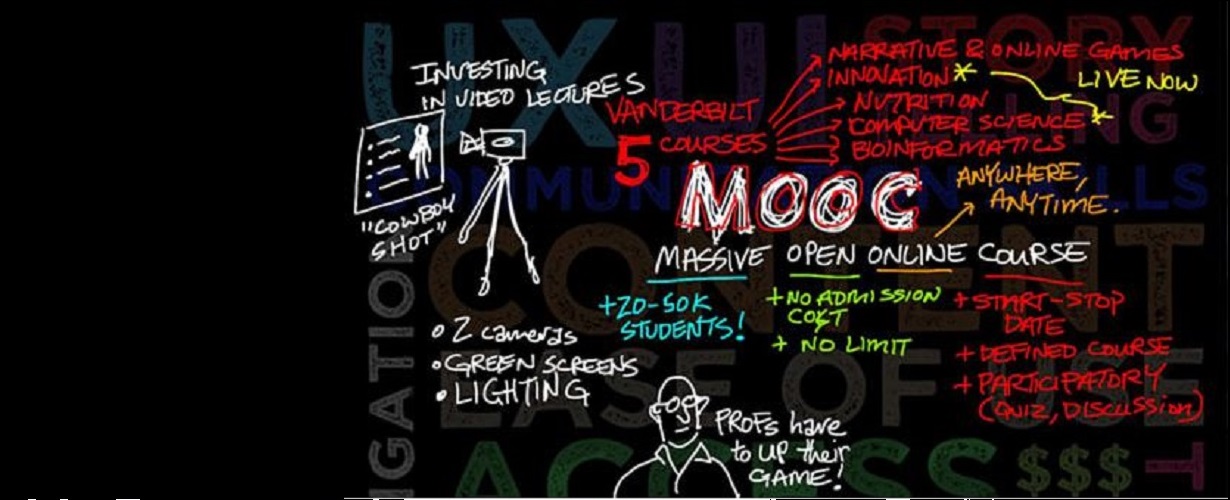 INVESTING
IN VIDEO LECTURES
"COWBOY
SHOT"
• 2 cameras
• GREEN SCREENS
• LIGHTING
VANDERBILT
5 COURSES
NARRATIVE & ONLINE GAMES
INNOVATION *
NUTRITION
COMPUTER SCIENCE *
BIOINFORMATICS
LIVE NOW
MOOC
ANYWHERE,
ANYTIME.
MASSIVE OPEN ONLINE COURSE
+20-50K
STUDENTS!
+NO ADMISSION
COST
+ NO LIMIT
+ START-STOP
DATE
+ DEFINED COURSE
+ PARTICIPATORY
(QUIZ, DISCUSSION)
PROFS have
to UP their
GAME!
UX UI STORY
CONTENT
EASE OF USE
ACCESS $$$